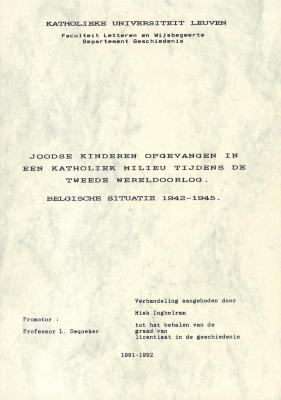 KATHOLIEKE UNIVERSITEIT LEUVEN
Faculteit Letteren en Wijsbegeerte
Departement Geschiedenis
JOODSE KINDEREN OPGEVANGEN IN
EEN KATHOLIEK MILIEU TIJDENS DE
TWEEDE WERELDOORLOG.
BELGISCHE SITUATIE 1942-1945.
Verhandeling aangeboden door
Miek Inghelram
Promotor :
tot het behalen van de
Professor L. Dequeker
graad van
licentiaat in de geschiedenis
1991-1992